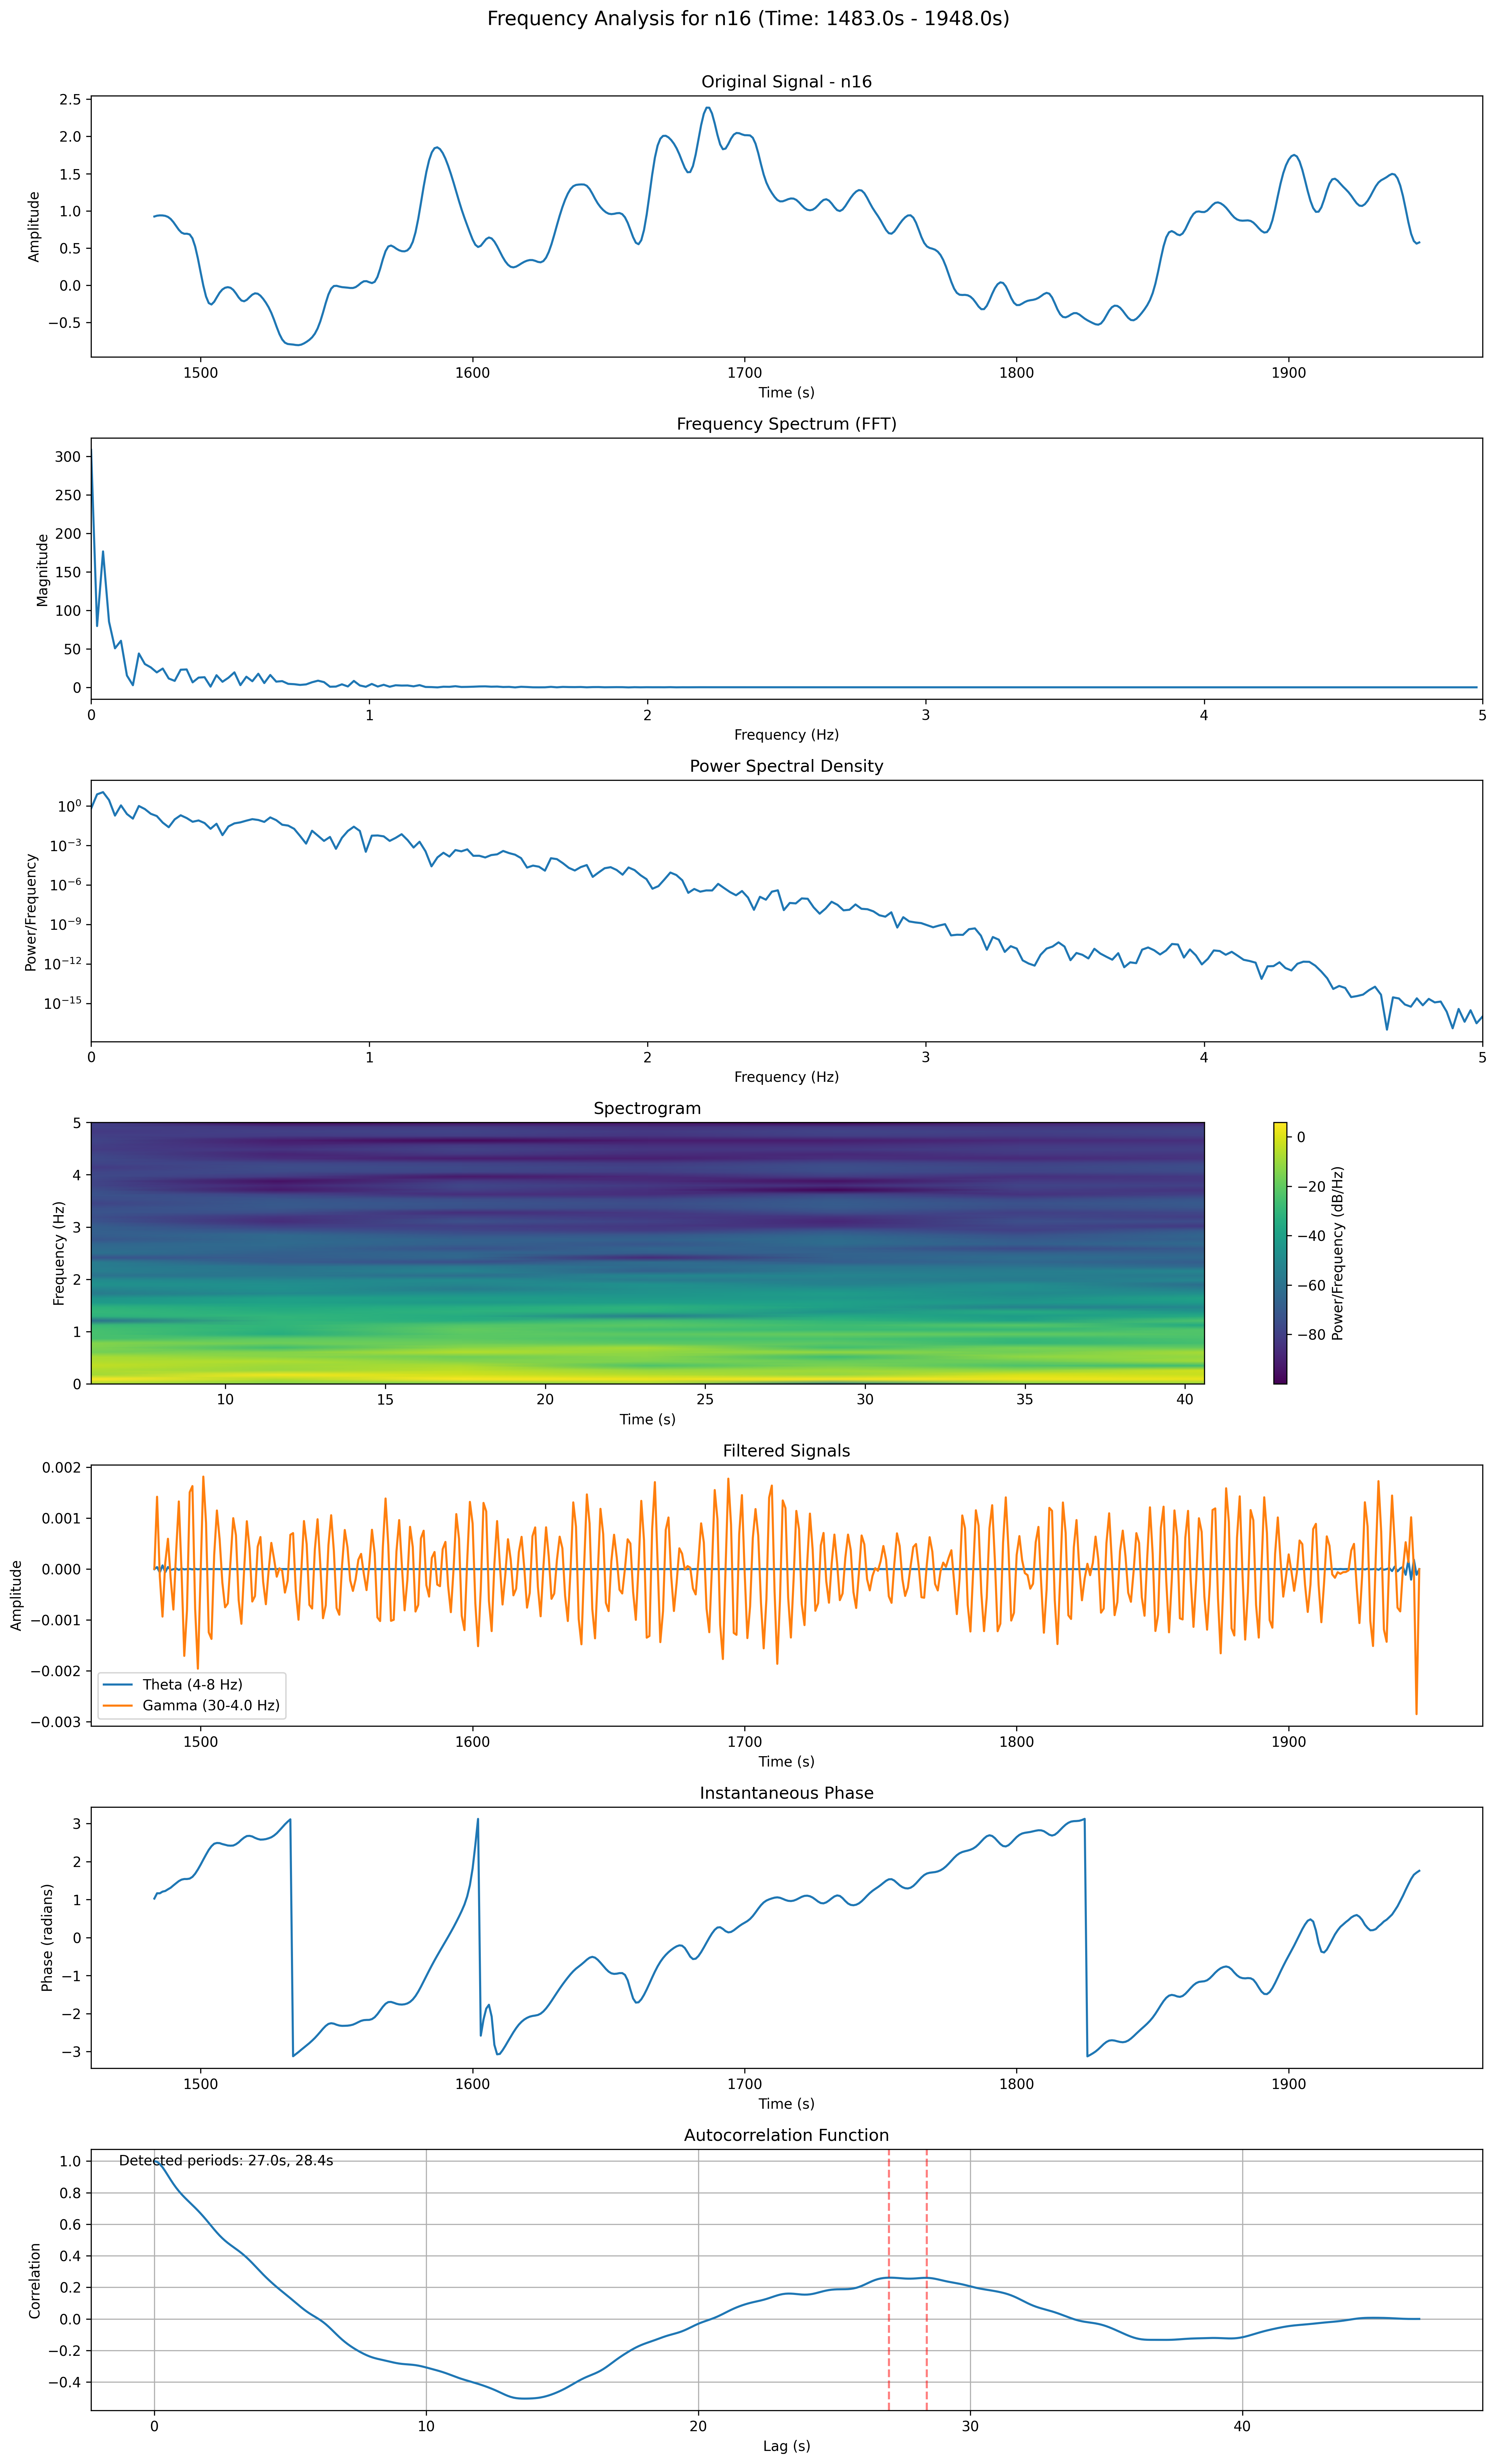 Frequency Analysis for n16 (Time: 1483.0s - 1948.0s)
Original Signal - n16
2.5
2.0
1.5
1.0
0.5
0.0
−0.5
Amplitude
1500 1600 1700 1800 1900
Time (s)
Frequency Spectrum (FFT)
300
250
200
150
100
50
0
Magnitude
0 1 2 3 4 5
Frequency (Hz)
Power Spectral Density
10⁰
10⁻³
10⁻⁶
10⁻⁹
10⁻¹²
10⁻¹⁵
Power/Frequency
0 1 2 3 4 5
Frequency (Hz)
Spectrogram
5
4
3
2
1
0
Frequency (Hz)
10 15 20 25 30 35 40
Time (s)
0
−20
−40
−60
−80
Power/Frequency (dB/Hz)
Filtered Signals
0.002
0.001
0.000
−0.001
−0.002
−0.003
Amplitude
Theta (4-8 Hz)
Gamma (30-4.0 Hz)
1500 1600 1700 1800 1900
Time (s)
Instantaneous Phase
3
2
1
0
−1
−2
−3
Phase (radians)
1500 1600 1700 1800 1900
Time (s)
Autocorrelation Function
Detected periods: 27.0s, 28.4s
1.0
0.8
0.6
0.4
0.2
0.0
−0.2
−0.4
Correlation
0 10 20 30 40
Lag (s)